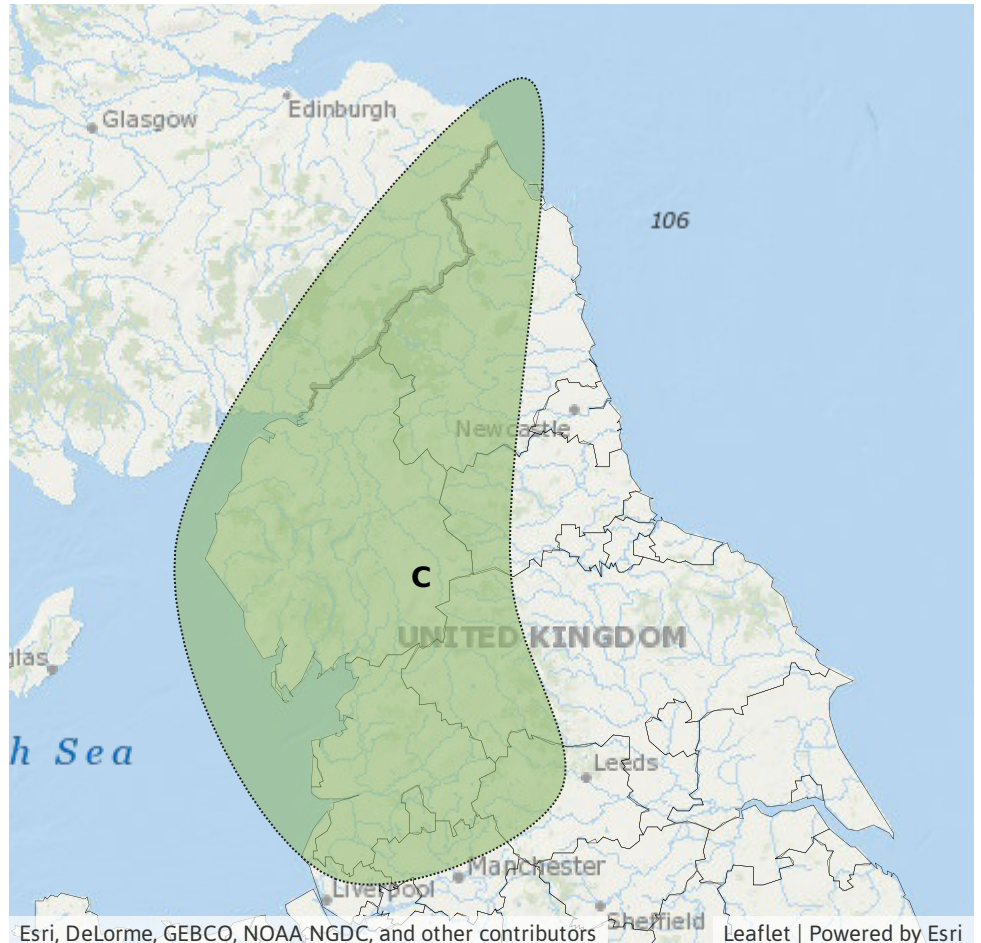 Glasgow
Edinburgh
106
Newcastle
C
UNITED KINGDOM
glas
h Sea
Leeds
Manchester
Liverpool
Sheffield
Esri, DeLorme, GEBCO, NOAA NGDC, and other contributors
Leaflet | Powered by Esri